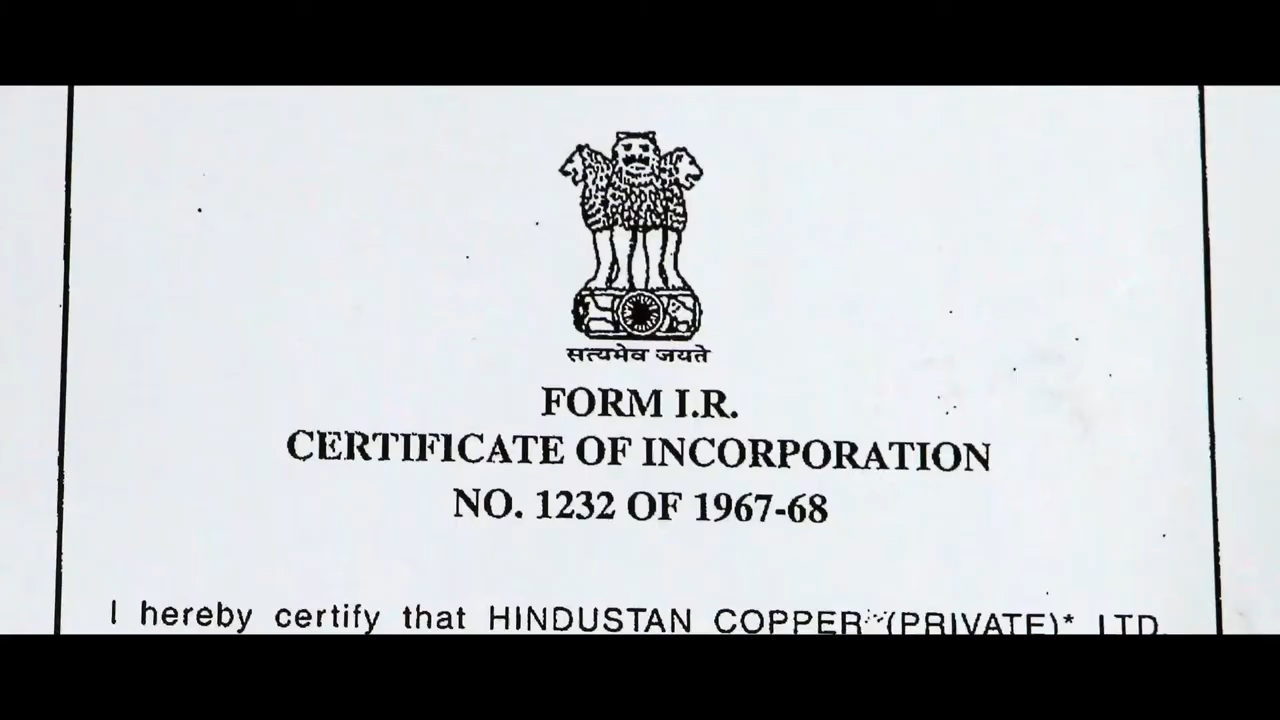 सत्यमेव जयते
FORM I.R.
CERTIFICATE OF INCORPORATION
NO. 1232 OF 1967-68
I hereby certify that HINDUSTAN COPPER (PRIVATE)* LTD.